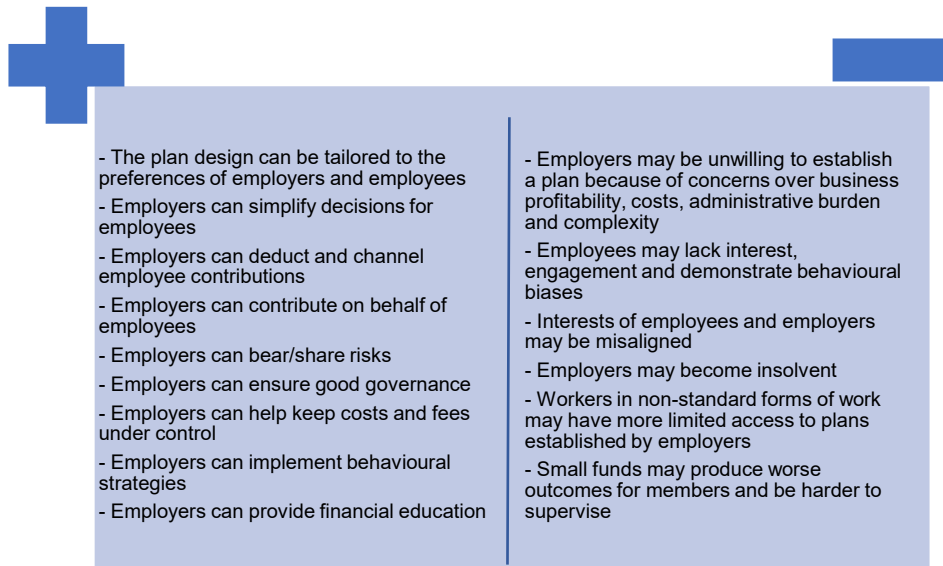 - The plan design can be tailored to the
preferences of employers and employees
- Employers can simplify decisions for
employees
- Employers can deduct and channel
employee contributions
- Employers can contribute on behalf of
employees
- Employers can bear/share risks
- Employers can ensure good governance
- Employers can help keep costs and fees
under control
- Employers can implement behavioural
strategies
- Employers can provide financial education
- Employers may be unwilling to establish
a plan because of concerns over business
profitability, costs, administrative burden
and complexity
- Employees may lack interest,
engagement and demonstrate behavioural
biases
- Interests of employees and employers
may be misaligned
- Employers may become insolvent
- Workers in non-standard forms of work
may have more limited access to plans
established by employers
- Small funds may produce worse
outcomes for members and be harder to
supervise